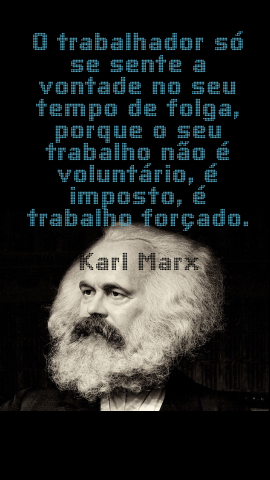 O trabalhador só
se sente a
vontade no seu
tempo de folga,
porque o seu
trabalho não é
voluntário, é
imposto, é
trabalho forçado.
Karl Marx